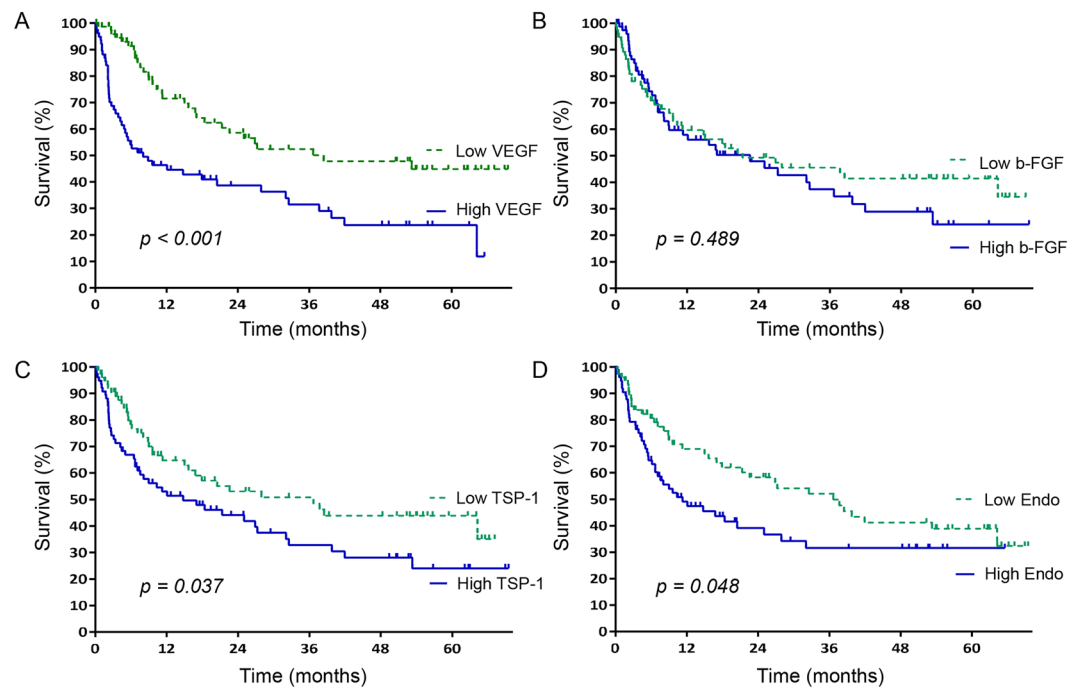 A
100
90
80
70
60
50
40
30
20
10
0
Survival (%)
Low VEGF
High VEGF
p < 0.001
0 12 24 36 48 60
Time (months)
B
100
90
80
70
60
50
40
30
20
10
0
Survival (%)
Low b-FGF
High b-FGF
p = 0.489
0 12 24 36 48 60
Time (months)
C
100
90
80
70
60
50
40
30
20
10
0
Survival (%)
Low TSP-1
High TSP-1
p = 0.037
0 12 24 36 48 60
Time (months)
D
100
90
80
70
60
50
40
30
20
10
0
Survival (%)
Low Endo
High Endo
p = 0.048
0 12 24 36 48 60
Time (months)